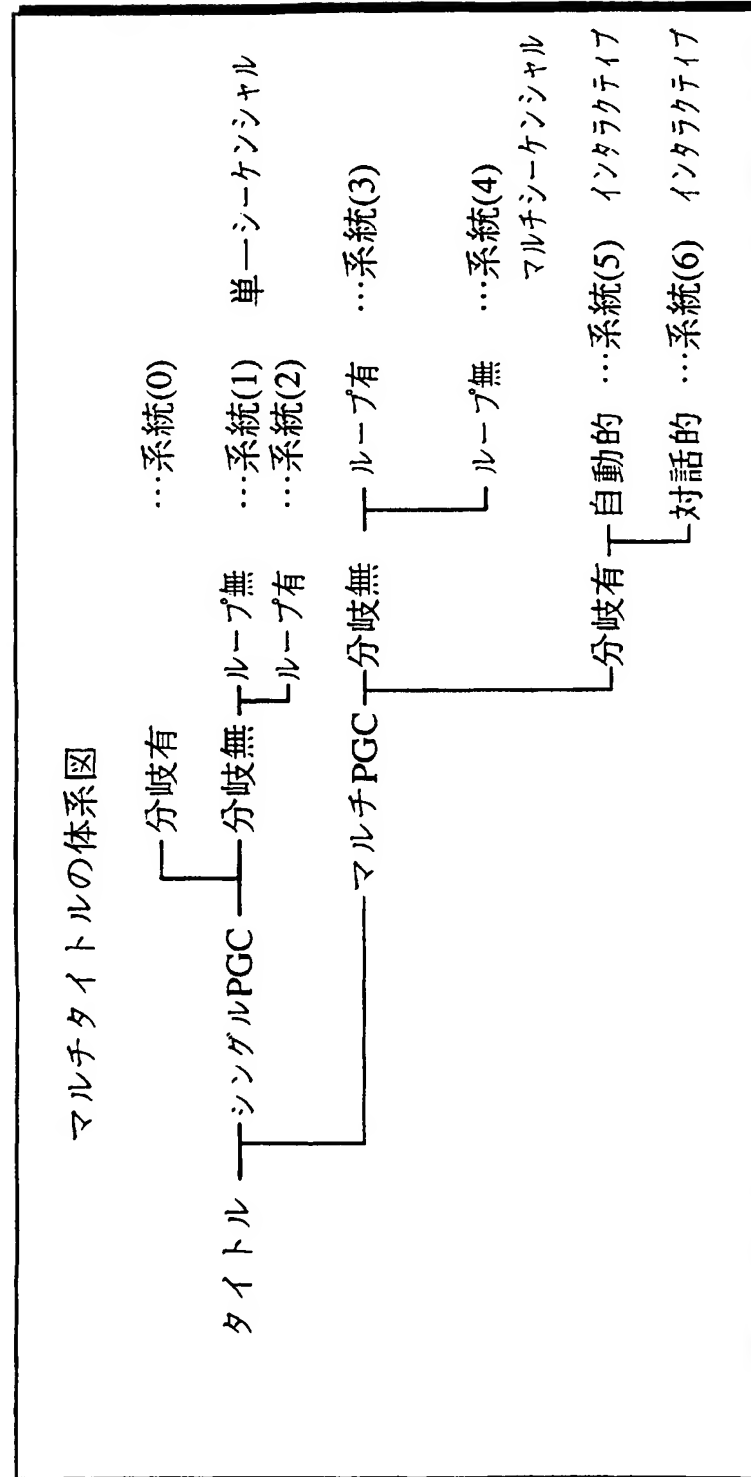 マルチタイトルの体系図
分岐有 …系統(0)
タイトル シングルPGC 分岐無 ループ無 …系統(1) 単一シーケンシャル
ループ有 …系統(2)
マルチPGC 分岐無 ループ有 …系統(3)
ループ無 …系統(4)
マルチシーケンシャル
分岐有 自動的 …系統(5) インタラクティブ
対話的 …系統(6) インタラクティブ